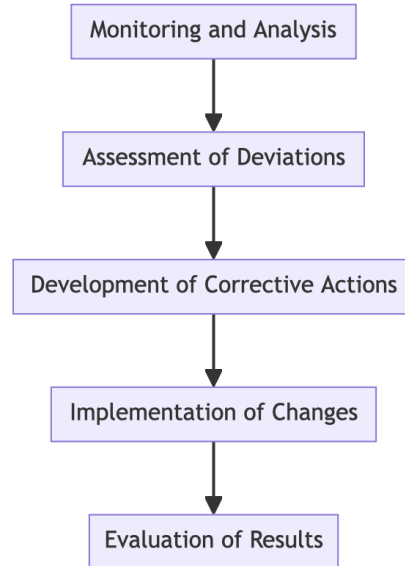 Monitoring and Analysis
Assessment of Deviations
Development of Corrective Actions
Implementation of Changes
Evaluation of Results